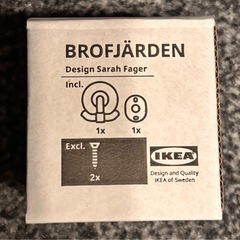 BROFJÄRDEN
Design Sarah Fager
Incl.
1x 1x
Excl.
2x
IKEA
Design and Quality
IKEA of Sweden